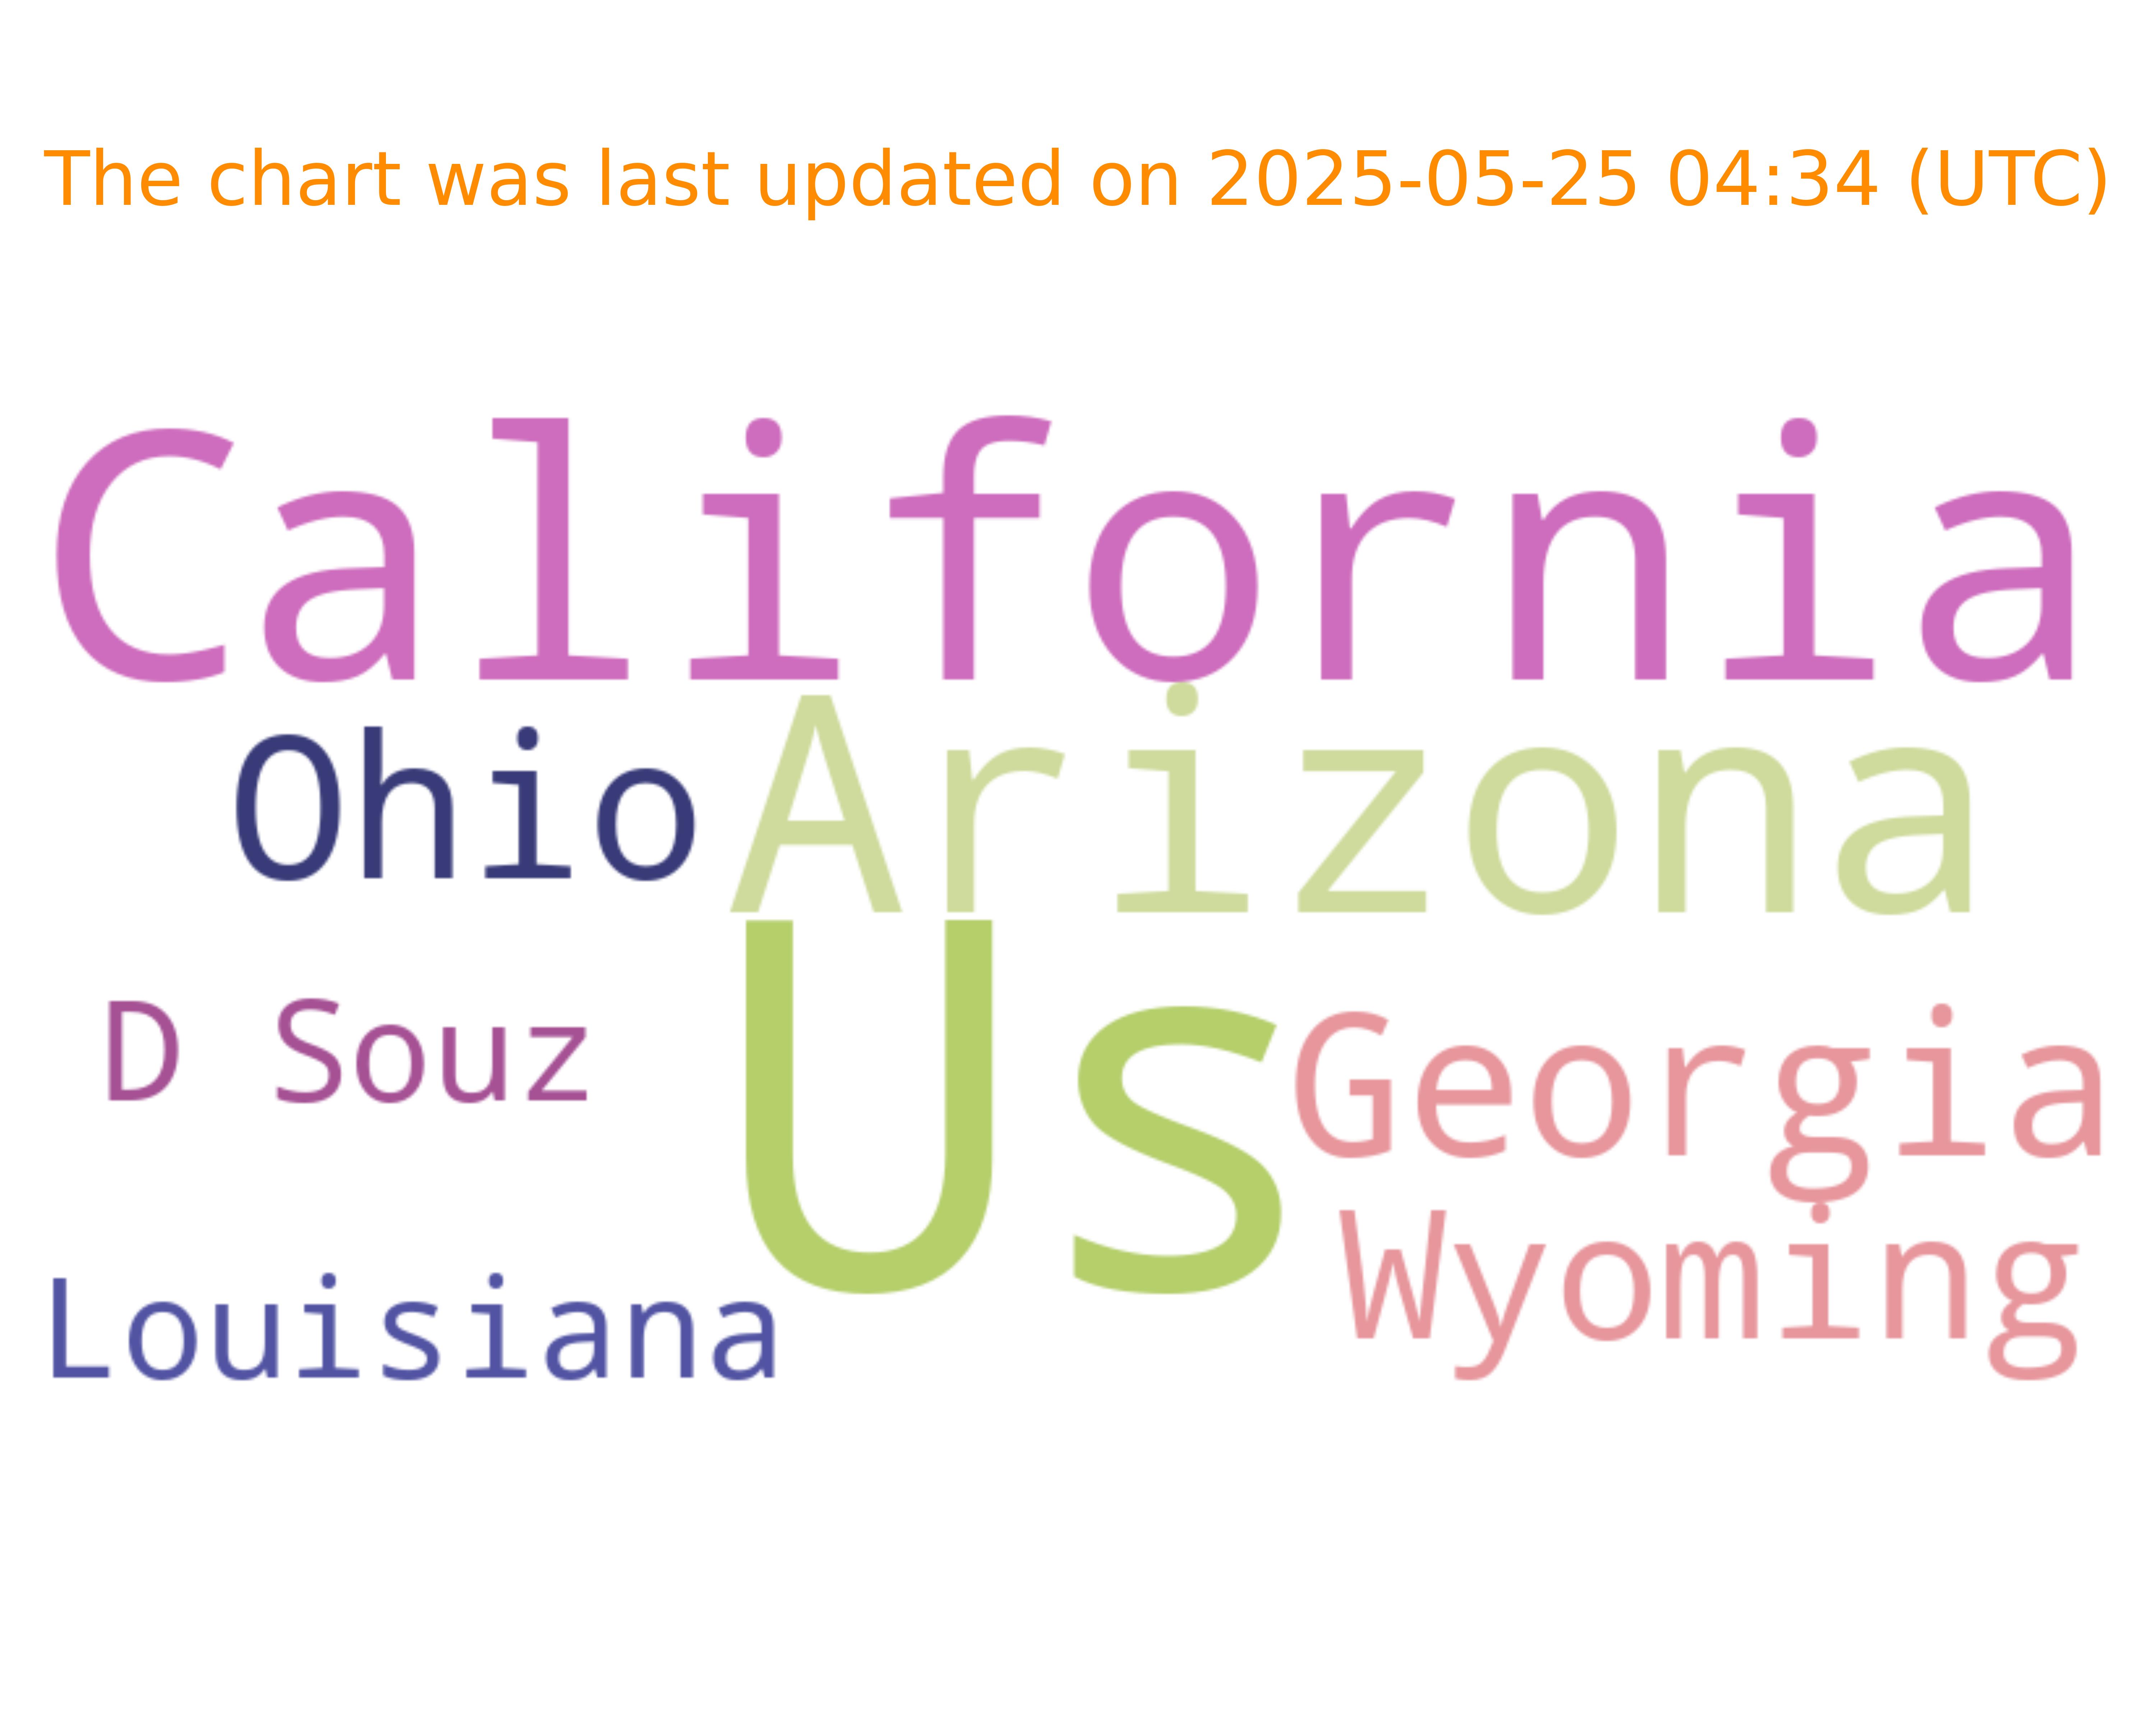 The chart was last updated on 2025-05-25 04:34 (UTC)
California
Ohio Arizona
D Souz Us Georgia
Wyoming
Louisiana